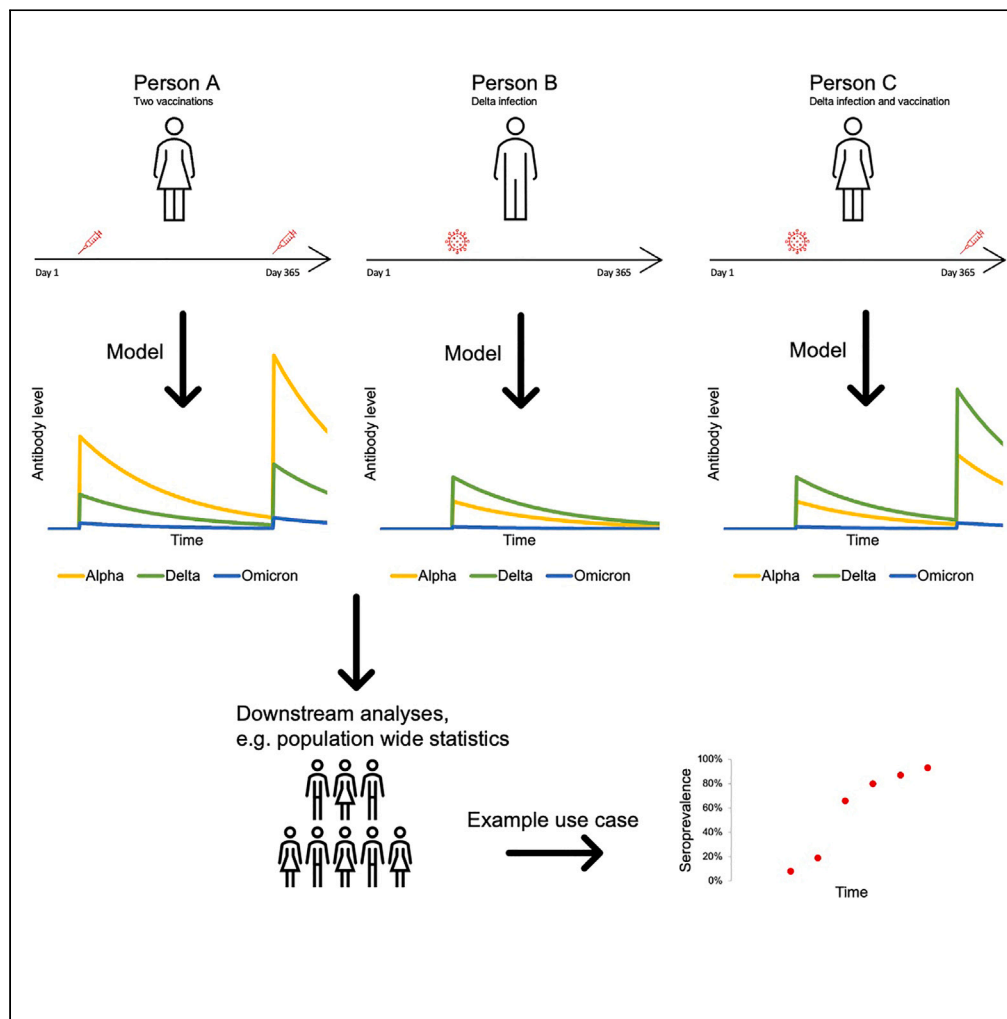 Person A
Two vaccinations
Person B
Delta infection
Person C
Delta infection and vaccination
Day 1
Day 365
Day 1
Day 365
Day 1
Day 365
Model
Model
Model
Antibody level
Time
Antibody level
Time
Antibody level
Time
Alpha Delta Omicron
Alpha Delta Omicron
Alpha Delta Omicron
Downstream analyses,
e.g. population wide statistics
Example use case
Seroprevalence
100%
80%
60%
40%
20%
0%
Time